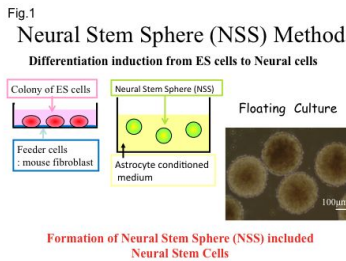 Fig.1
Neural Stem Sphere (NSS) Method
Differentiation induction from ES cells to Neural cells
Colony of ES cells
Neural Stem Sphere (NSS)
Floating Culture
Feeder cells
: mouse fibroblast
Astrocyte conditioned
medium
100μm
Formation of Neural Stem Sphere (NSS) included
Neural Stem Cells